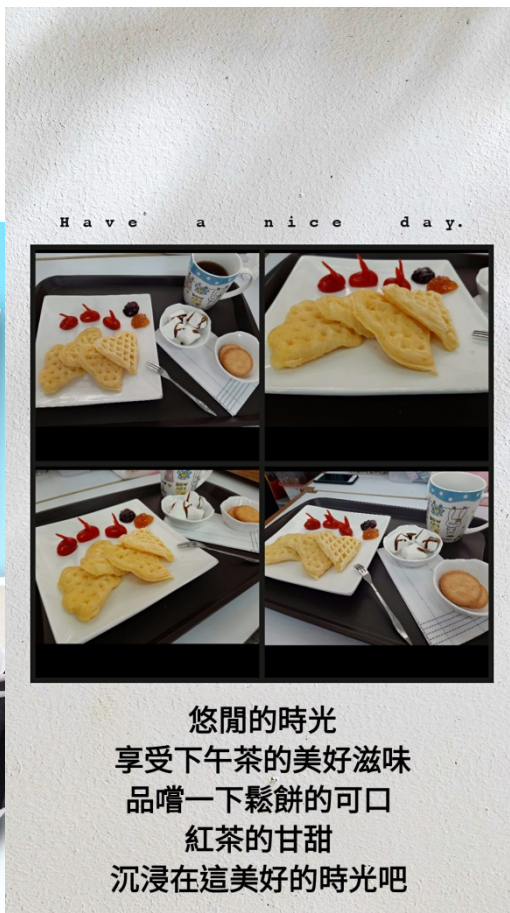 Have a nice day.
悠閒的時光
享受下午茶的美好滋味
品嚐一下鬆餅的可口
紅茶的甘甜
沉浸在這美好的時光吧